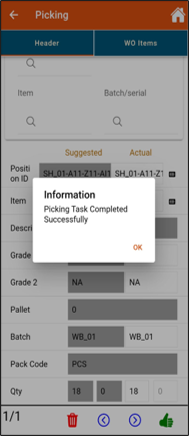 Picking
Header WO Items
Item Batch/serial
Suggested Actual
Positi
on ID SH_01-A11-Z11-AI1 SH_01-A11-Z1
Information
Picking Task Completed
Successfully
OK
Item
Descri
Grade
Grade 2 NA NA
Pallet 0
Batch WB_01 WB_01
Pack Code PCS
Qty 18 0 18 0
1/1